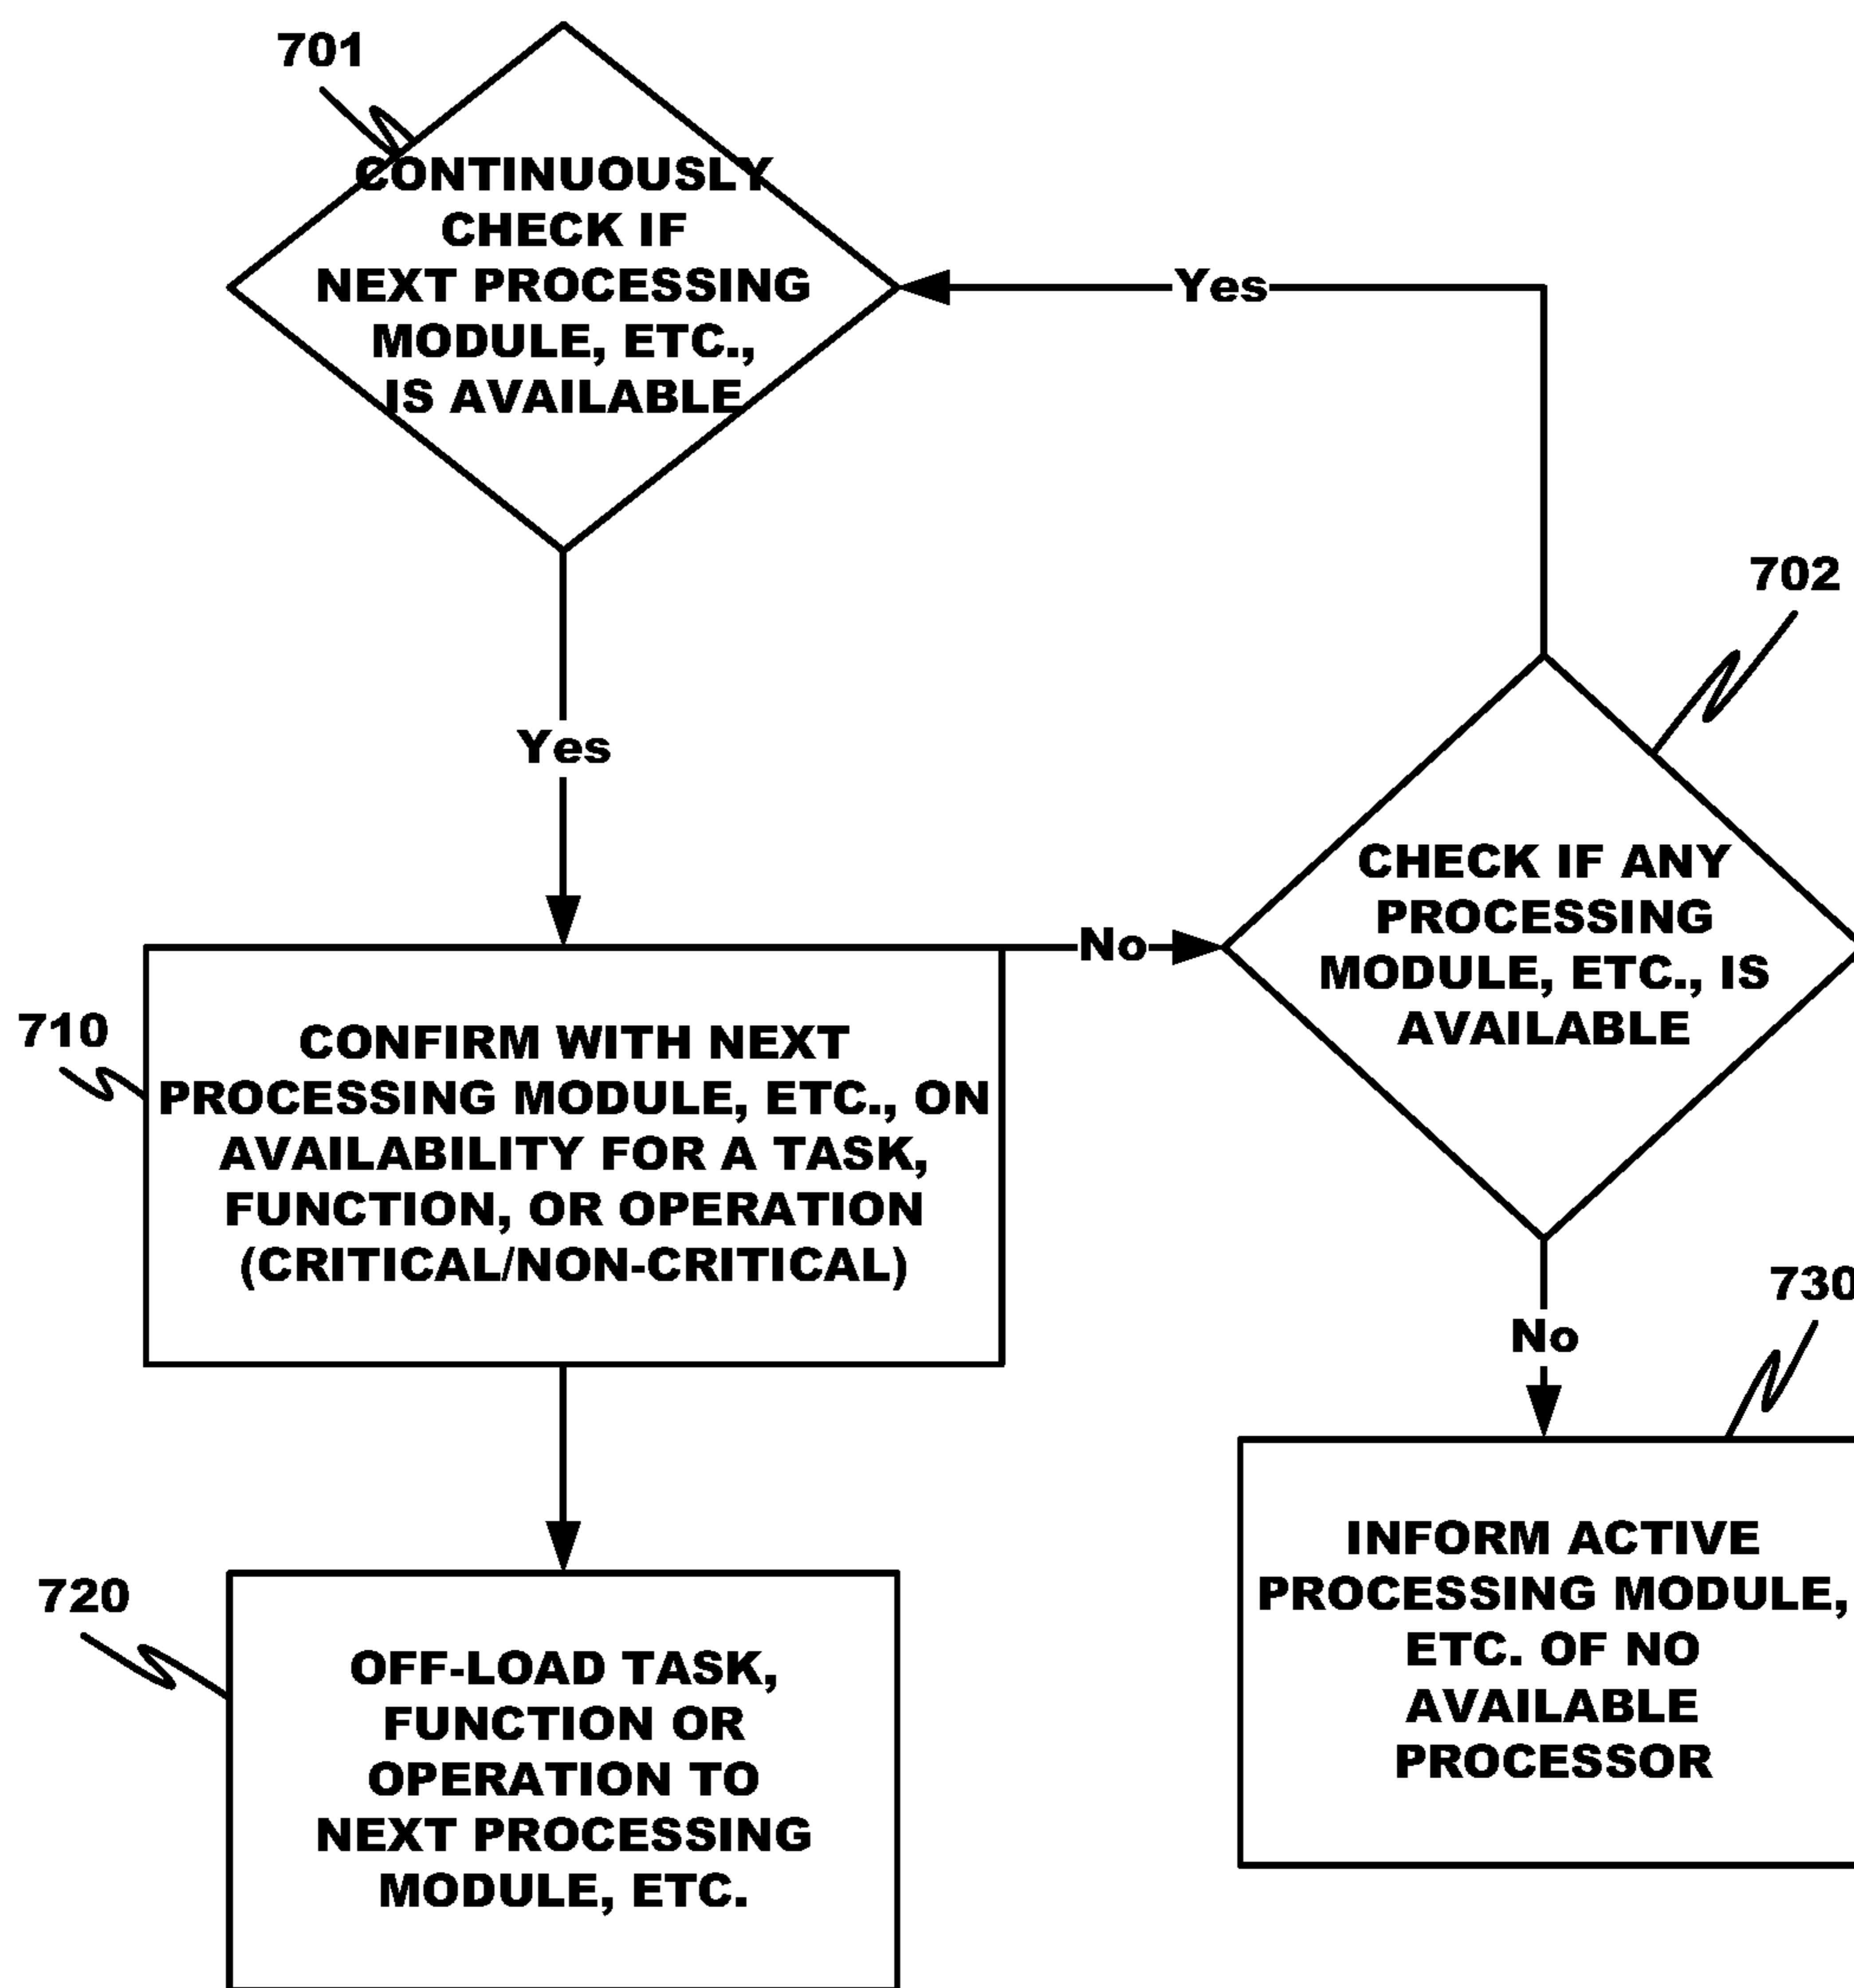 701
CONTINUOUSLY
CHECK IF
NEXT PROCESSING
MODULE, ETC.,
IS AVAILABLE
Yes
702
Yes
CHECK IF ANY
PROCESSING
MODULE, ETC., IS
AVAILABLE
No
710
CONFIRM WITH NEXT
PROCESSING MODULE, ETC., ON
AVAILABILITY FOR A TASK,
FUNCTION, OR OPERATION
(CRITICAL/NON-CRITICAL)
No
730
INFORM ACTIVE
PROCESSING MODULE,
ETC. OF NO
AVAILABLE
PROCESSOR
720
OFF-LOAD TASK,
FUNCTION OR
OPERATION TO
NEXT PROCESSING
MODULE, ETC.